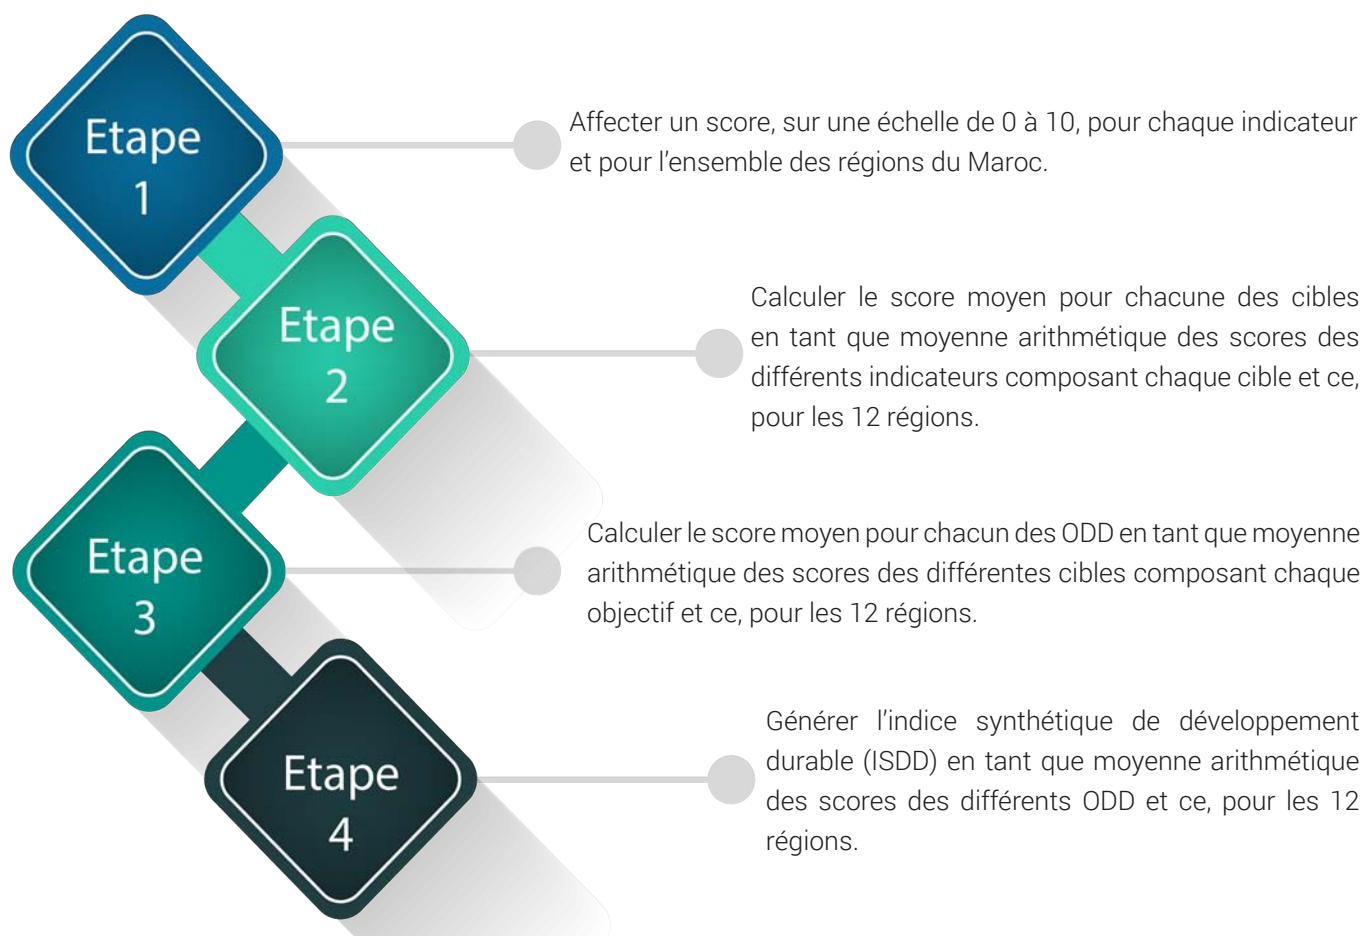 Etape
1
Affecter un score, sur une échelle de 0 à 10, pour chaque indicateur
et pour l'ensemble des régions du Maroc.
Etape
2
Calculer le score moyen pour chacune des cibles
en tant que moyenne arithmétique des scores des
différents indicateurs composant chaque cible et ce,
pour les 12 régions.
Etape
3
Calculer le score moyen pour chacun des ODD en tant que moyenne
arithmétique des scores des différentes cibles composant chaque
objectif et ce, pour les 12 régions.
Etape
4
Générer l'indice synthétique de développement
durable (ISDD) en tant que moyenne arithmétique
des scores des différents ODD et ce, pour les 12
régions.